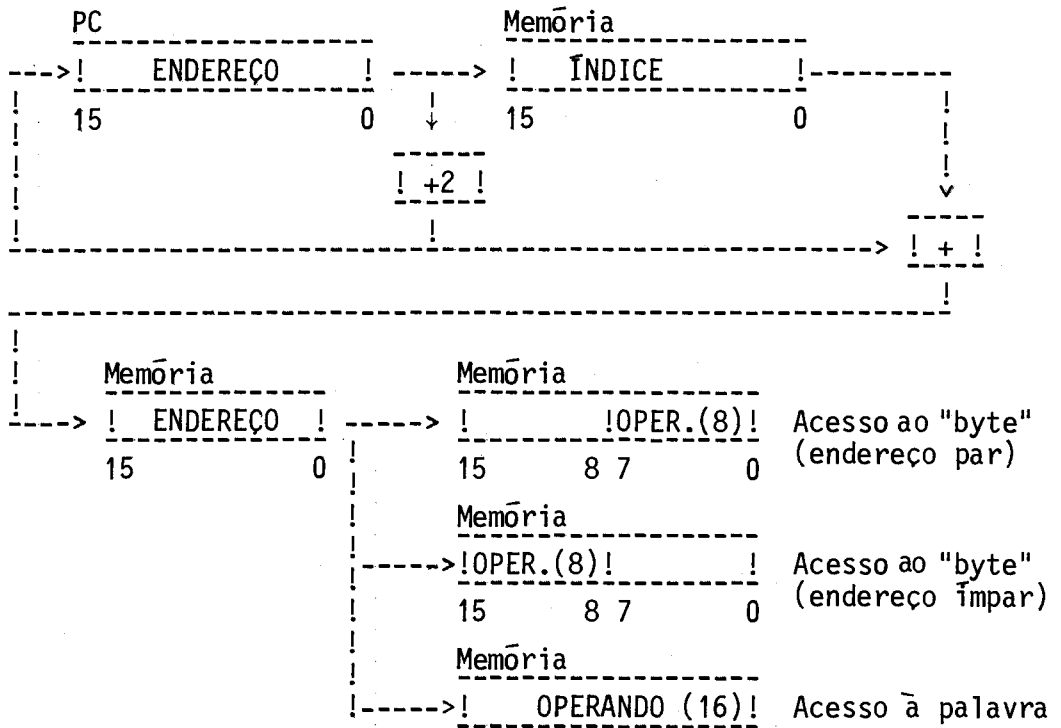 PC Memória
! ENDEREÇO ! ! ÍNDICE !
15 0 15 0
! +2 !
! + !
Memória Memória
! ENDEREÇO ! ! !OPER.(8)! Acesso ao "byte"
15 0 15 8 7 0 (endereço par)
Memória
!OPER.(8)! ! Acesso ao "byte"
15 8 7 0 (endereço ímpar)
Memória
! OPERANDO (16)! Acesso à palavra